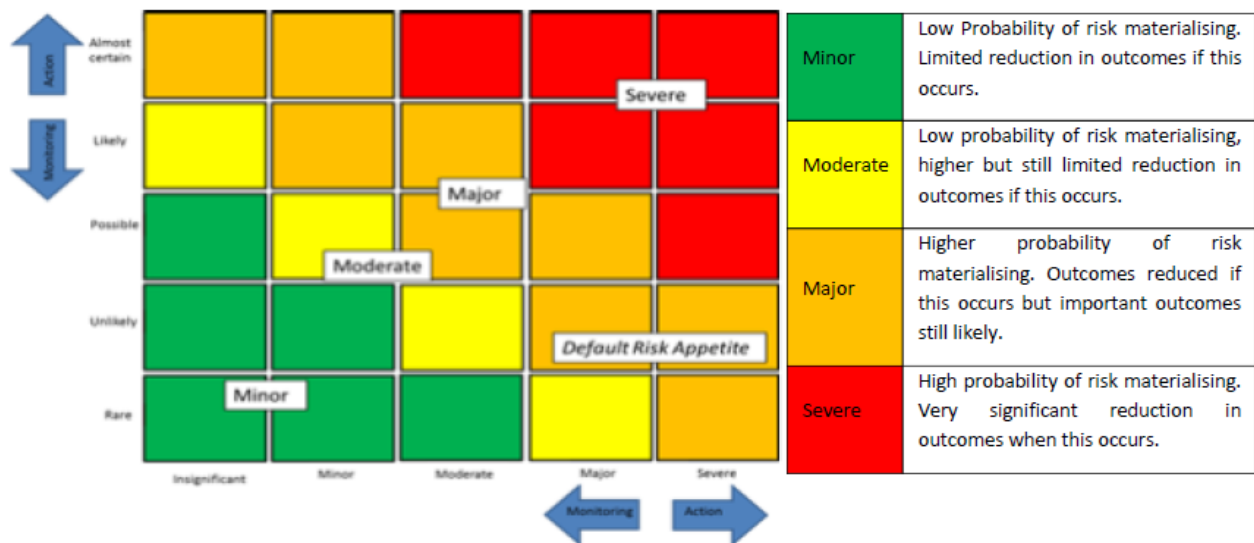 Action
Monitoring
Almost
certain
Likely
Possible
Unlikely
Rare
Severe
Major
Moderate
Default Risk Appetite
Minor
Insignificant
Minor
Moderate
Major
Severe
Monitoring
Action
Minor
Low Probability of risk materialising.
Limited reduction in outcomes if this
occurs.
Moderate
Low probability of risk materialising,
higher but still limited reduction in
outcomes if this occurs.
Major
Higher probability of risk
materialising. Outcomes reduced if
this occurs but important outcomes
still likely.
Severe
High probability of risk materialising.
Very significant reduction in
outcomes when this occurs.